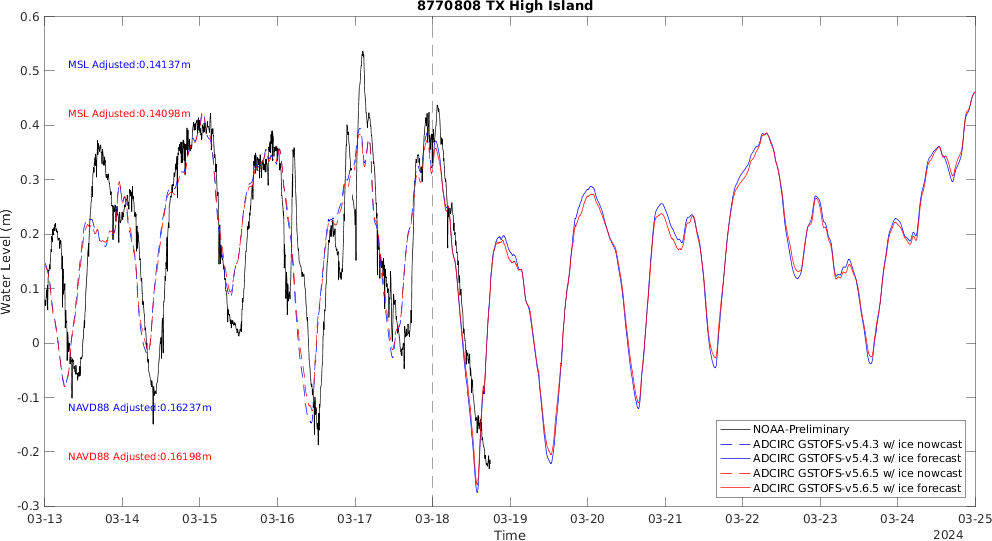 8770808 TX High Island
0.6
0.5
0.4
0.3
0.2
0.1
0
-0.1
-0.2
-0.3
Water Level (m)
MSL Adjusted:0.14137m
MSL Adjusted:0.14098m
NAVD88 Adjusted:0.16237m
NAVD88 Adjusted:0.16198m
NOAA-Preliminary
ADCIRC GSTOFS-v5.4.3 w/ ice nowcast
ADCIRC GSTOFS-v5.4.3 w/ ice forecast
ADCIRC GSTOFS-v5.6.5 w/ ice nowcast
ADCIRC GSTOFS-v5.6.5 w/ ice forecast
03-13 03-14 03-15 03-16 03-17 03-18 03-19 03-20 03-21 03-22 03-23 03-24 03-25
Time
2024